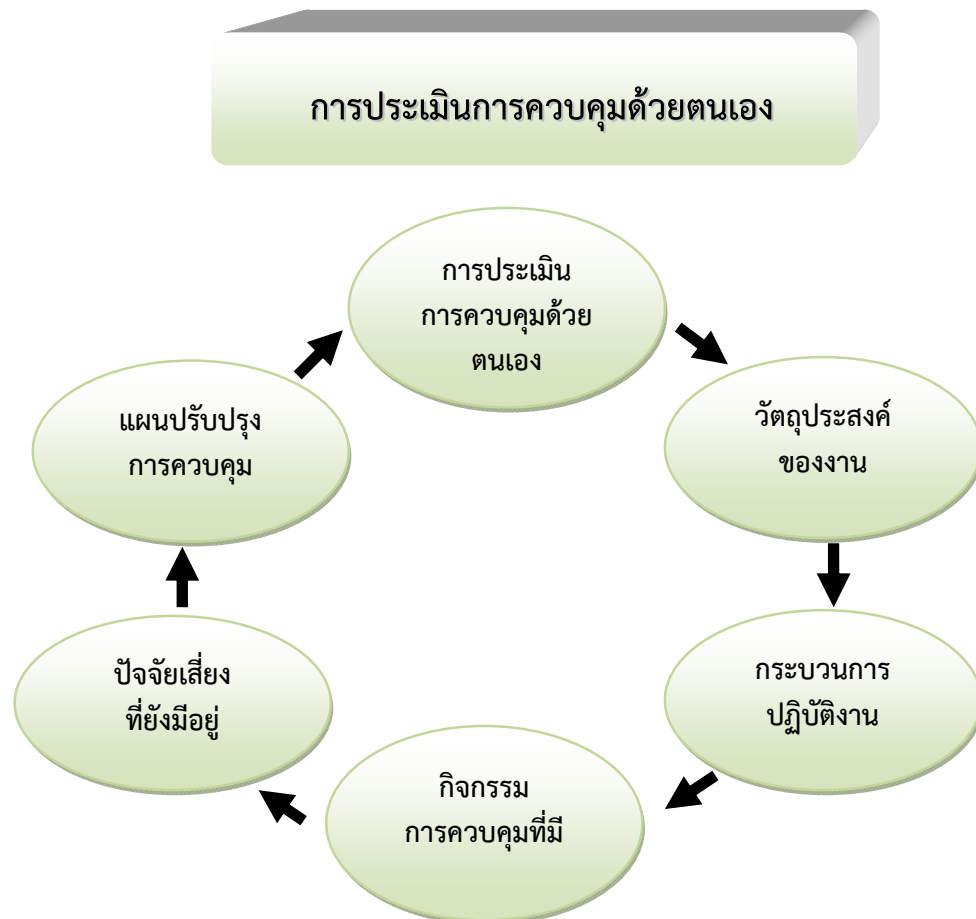 การประเมินการควบคุมด้วยตนเอง
การประเมิน
การควบคุมด้วย
ตนเอง
วัตถุประสงค์
ของงาน
กระบวนการ
ปฏิบัติงาน
กิจกรรม
การควบคุมที่มี
ปัจจัยเสี่ยง
ที่ยังมีอยู่
แผนปรับปรุง
การควบคุม